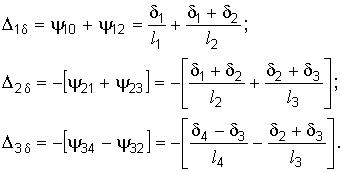 Δ₁δ = ψ10 + ψ12 = δ₁/l₁ + (δ₁ + δ₂)/l₂;
Δ₂δ = −[ψ21 + ψ23] = −[(δ₁ + δ₂)/l₂ + (δ₂ + δ₃)/l₃];
Δ₃δ = −[ψ34 − ψ32] = −[(δ₄ − δ₃)/l₄ − (δ₂ + δ₃)/l₃].